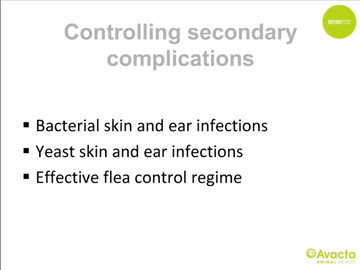 Controlling secondary
complications
▪ Bacterial skin and ear infections
▪ Yeast skin and ear infections
▪ Effective flea control regime
Avacta
ANIMAL HEALTH